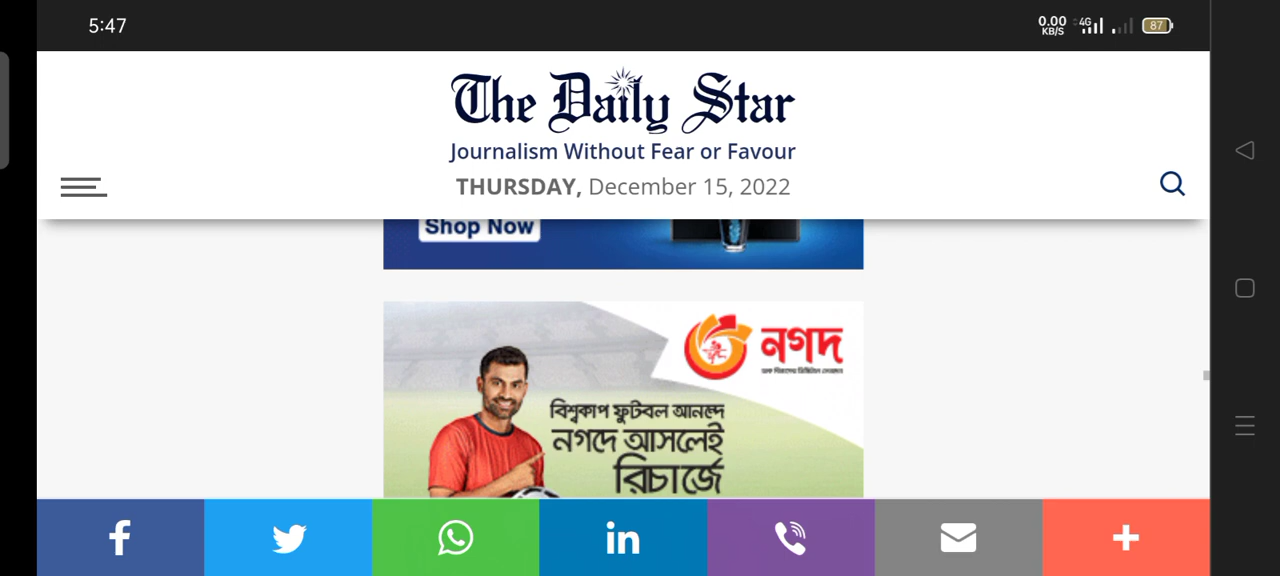 5:47
0.00
KB/S
4G
87
The Daily Star
Journalism Without Fear or Favour
THURSDAY, December 15, 2022
Shop Now
নগদ
বিশ্বকাপ ফুটবল আনন্দে
নগদে আসলেই
রিচার্জে